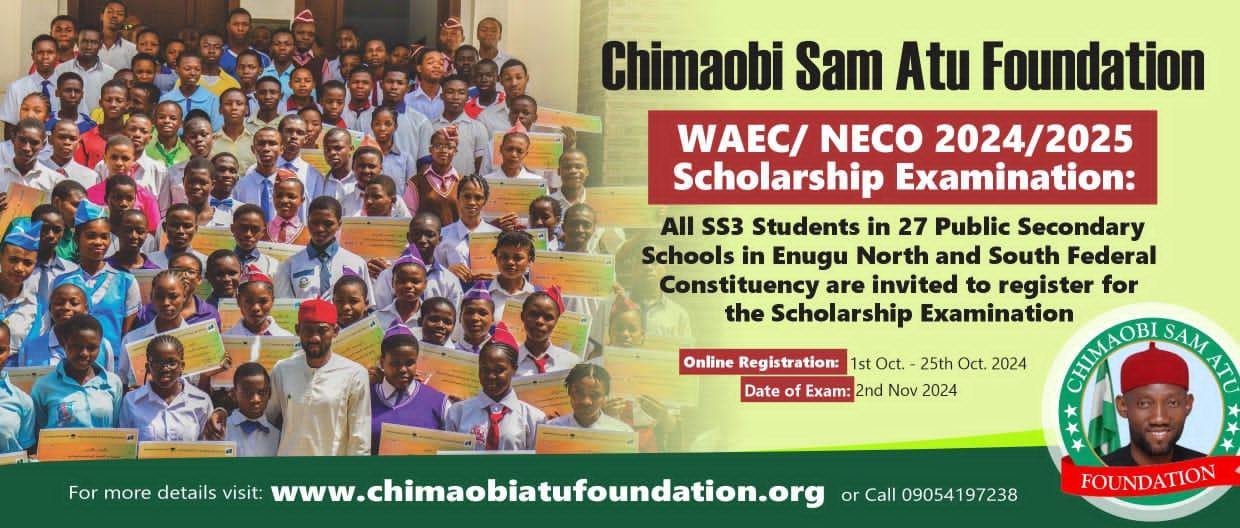 Chimaobi Sam Atu Foundation
WAEC/ NECO 2024/2025
Scholarship Examination:
All SS3 Students in 27 Public Secondary
Schools in Enugu North and South Federal
Constituency are invited to register for
the Scholarship Examination
Online Registration: 1st Oct. - 25th Oct. 2024
Date of Exam: 2nd Nov 2024
CHIMAOBI SAM ATU
FOUNDATION
For more details visit: www.chimaobiatufoundation.org or Call 09054197238